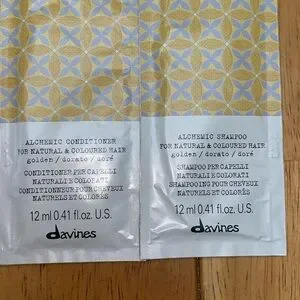 ALCHEMIC CONDITIONER
FOR NATURAL & COLOURED HAIR
golden / dorato / doré
CONDITIONER PER CAPELLI
NATURALI E COLORATI
CONDITIONNEUR POUR CHEVEUX
NATURELS ET COLORÉS
12 ml 0.41 fl.oz. U.S.
davines
ALCHEMIC SHAMPOO
FOR NATURAL & COLOURED HAIR
golden / dorato / doré
SHAMPOO PER CAPELLI
NATURALI E COLORATI
SHAMPOOING POUR CHEVEUX
NATURELS ET COLORÉS
12 ml 0.41 fl.oz. U.S.
davines